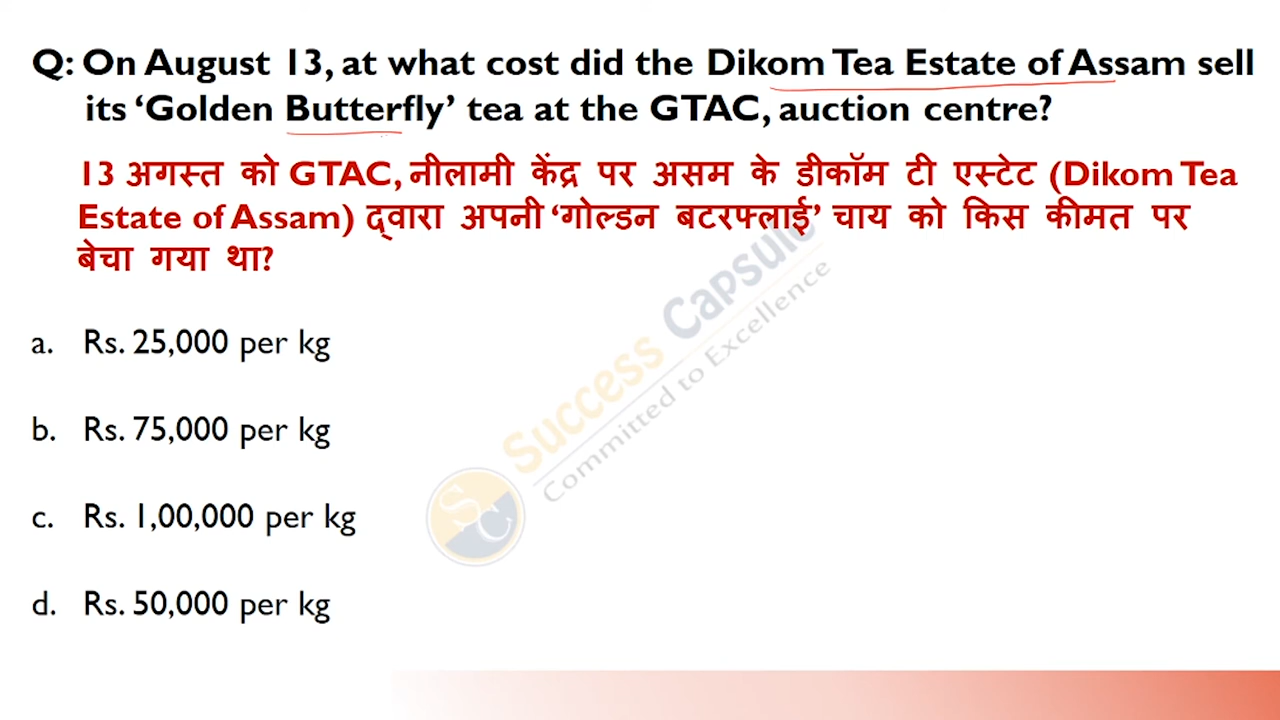 Q: On August 13, at what cost did the Dikom Tea Estate of Assam sell
its ‘Golden Butterfly’ tea at the GTAC, auction centre?
13 अगस्त को GTAC, नीलामी केंद्र पर असम के डीकॉम टी एस्टेट (Dikom Tea
Estate of Assam) द्वारा अपनी ‘गोल्डन बटरफ्लाई’ चाय को किस कीमत पर
बेचा गया था?
a. Rs. 25,000 per kg
b. Rs. 75,000 per kg
c. Rs. 1,00,000 per kg
d. Rs. 50,000 per kg
SC
Success Capsule
Committed to Excellence